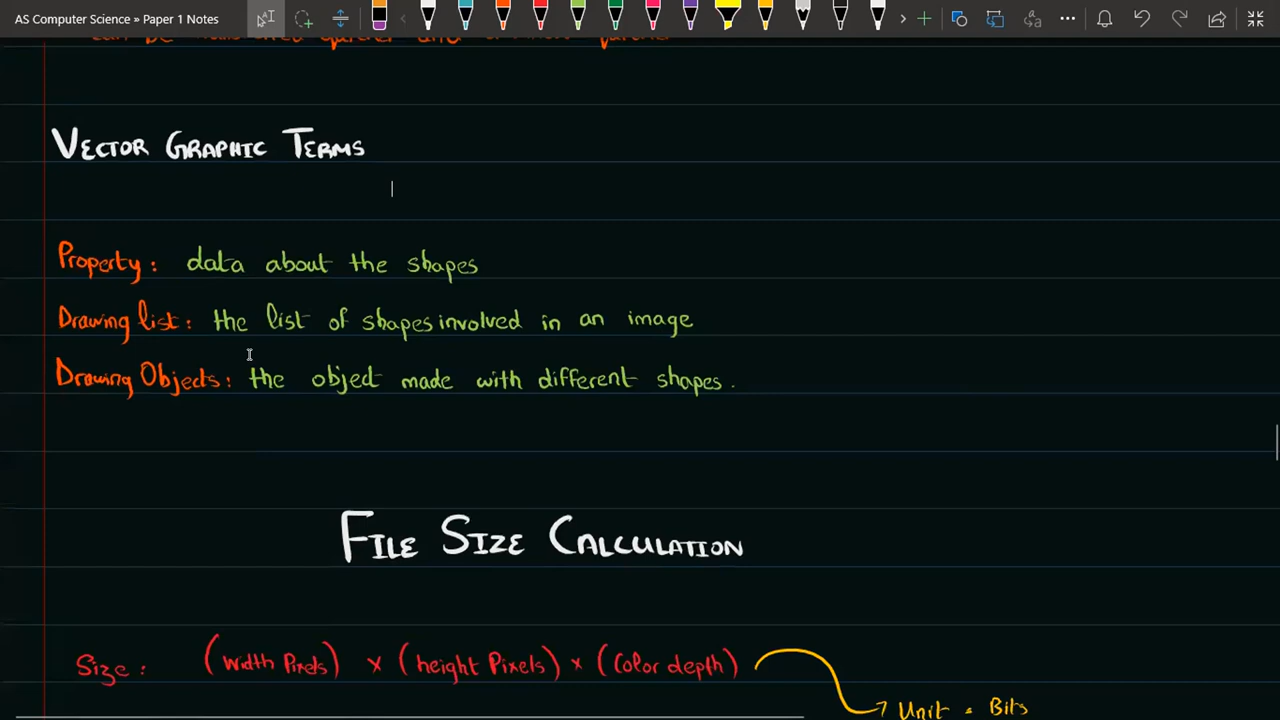 AS Computer Science » Paper 1 Notes
VECTOR GRAPHIC TERMS
Property: data about the shapes
Drawing list: the list of shapes involved in an image
Drawing Objects: the object made with different shapes.
FILE SIZE CALCULATION
Size: (width Pixels) x (height Pixels) x (Color depth)
Unit = Bits